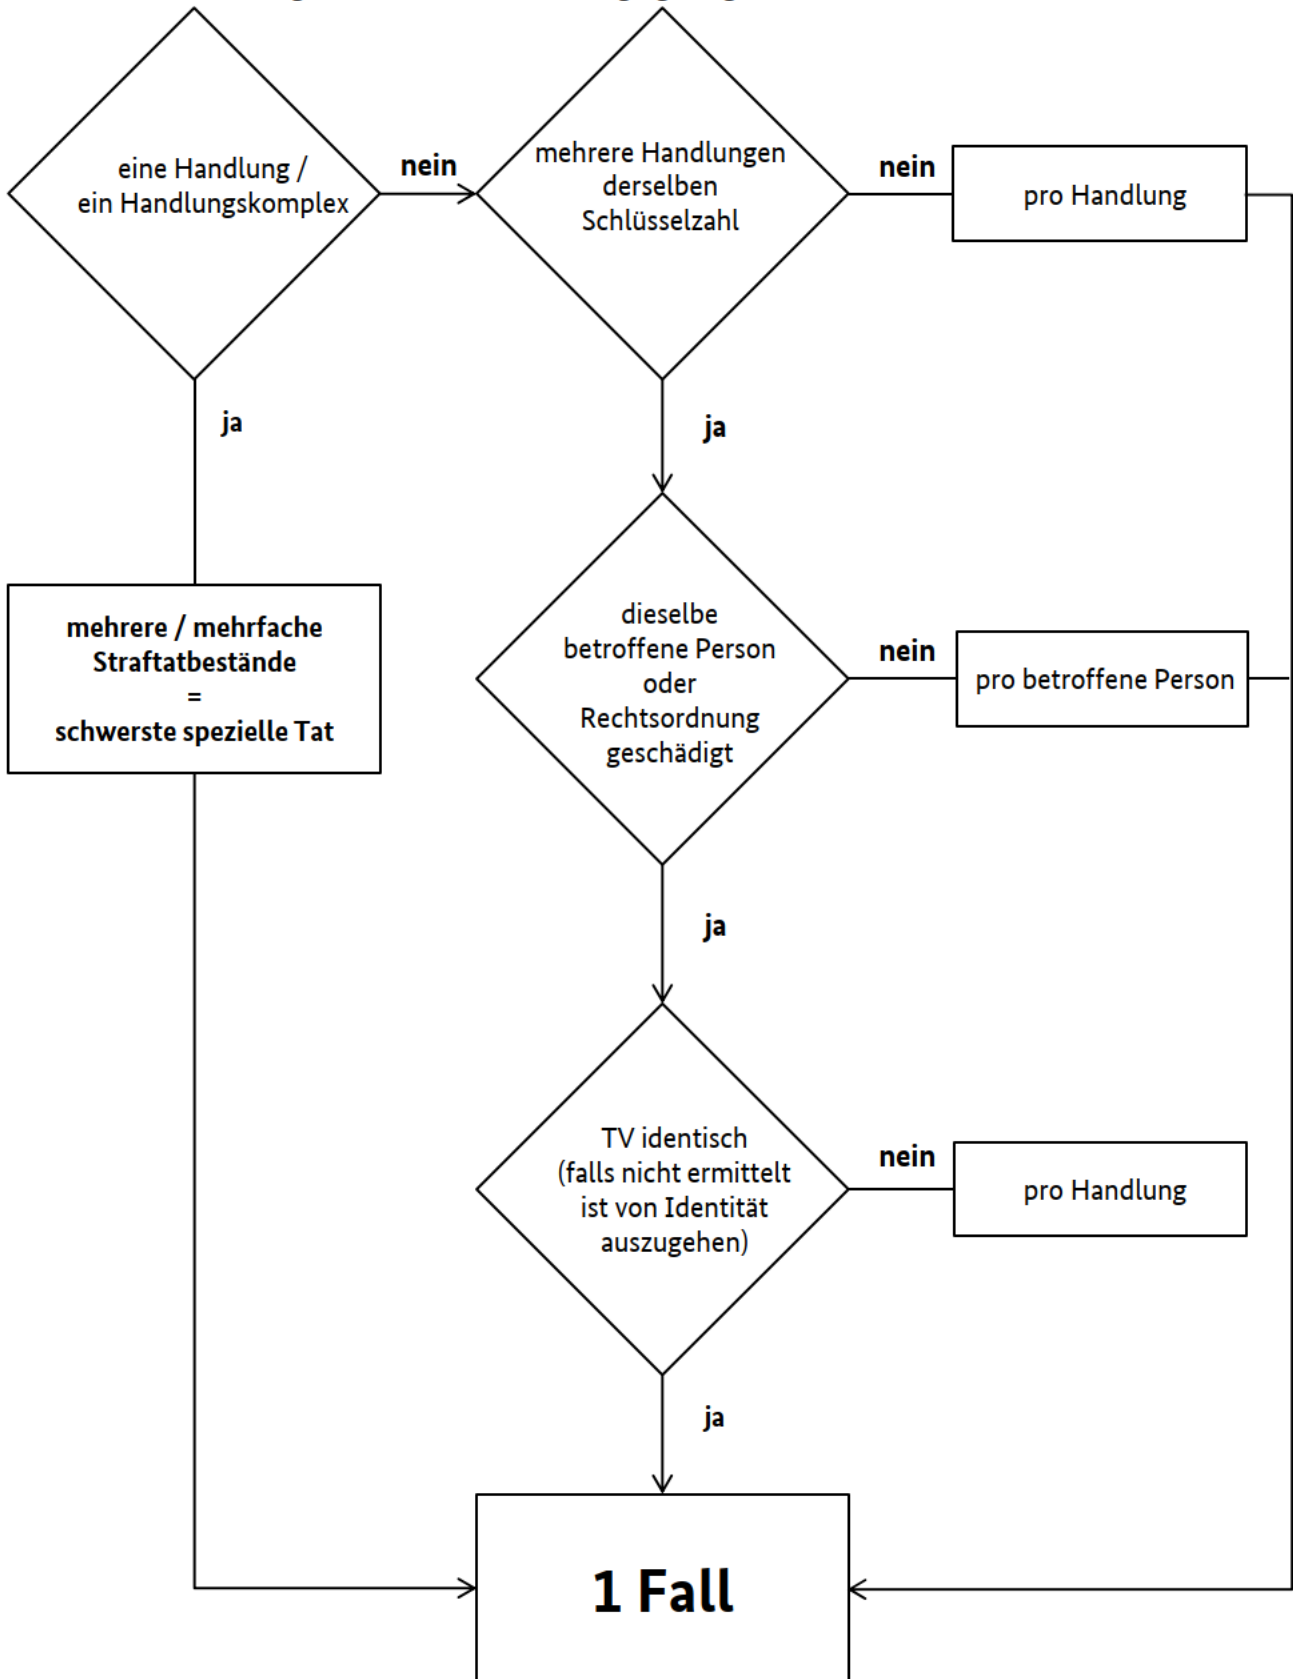 eine Handlung /
ein Handlungskomplex
nein
mehrere Handlungen
derselben
Schlüsselzahl
nein
pro Handlung
ja
ja
mehrere / mehrfache
Straftatbestände
=
schwerste spezielle Tat
dieselbe
betroffene Person
oder
Rechtsordnung
geschädigt
nein
pro betroffene Person
ja
TV identisch
(falls nicht ermittelt
ist von Identität
auszugehen)
nein
pro Handlung
ja
1 Fall